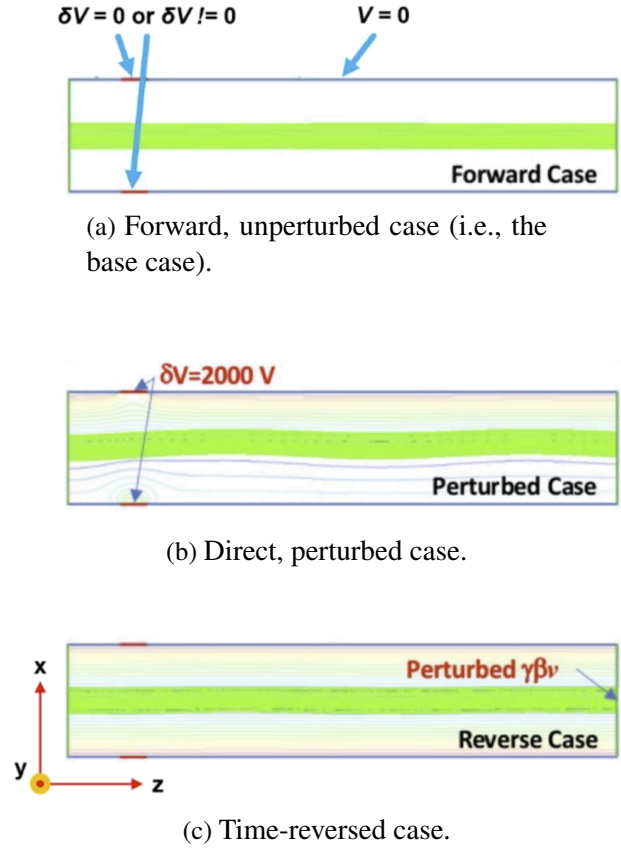 δV = 0 or δV != 0
V = 0
Forward Case
(a) Forward, unperturbed case (i.e., the
base case).
δV=2000 V
Perturbed Case
(b) Direct, perturbed case.
Perturbed γβν
Reverse Case
x
y
z
(c) Time-reversed case.